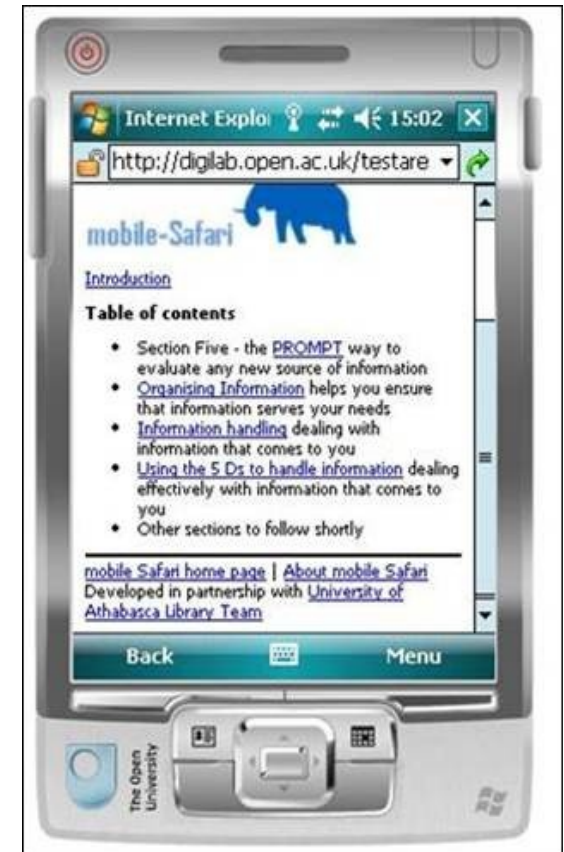 Internet Explo 15:02
http://digilab.open.ac.uk/testare
mobile-Safari
Introduction
Table of contents
• Section Five - the PROMPT way to
evaluate any new source of information
• Organising Information helps you ensure
that information serves your needs
• Information handling dealing with
information that comes to you
• Using the 5 Ds to handle information dealing
effectively with information that comes to
you
• Other sections to follow shortly
mobile Safari home page | About mobile Safari
Developed in partnership with University of
Athabasca Library Team
Back Menu
The Open
University